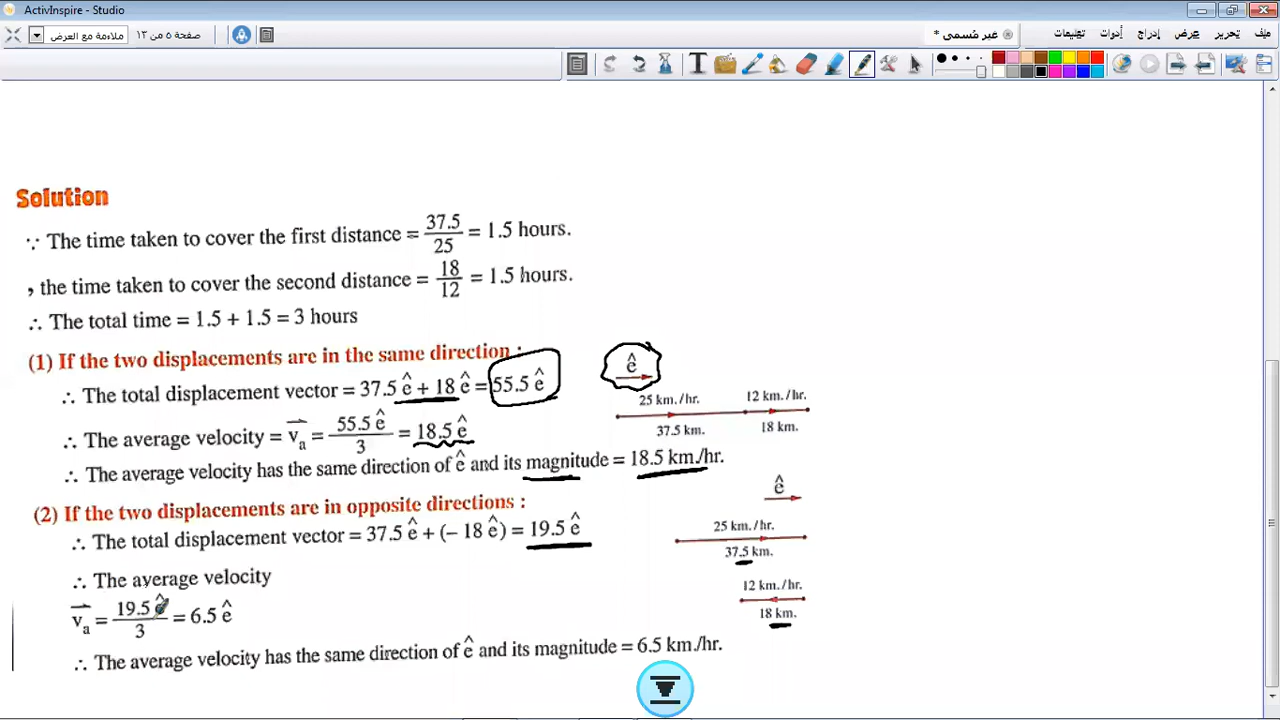 ActivInspire - Studio
ملف تحرير عرض إدراج أدوات تعليمات
غير مُسمى *
صفحة ٥ من ١٣
ملاءمة مع العرض
Solution
∵ The time taken to cover the first distance = 37.5/25 = 1.5 hours.
, the time taken to cover the second distance = 18/12 = 1.5 hours.
∴ The total time = 1.5 + 1.5 = 3 hours
(1) If the two displacements are in the same direction :
∴ The total displacement vector = 37.5 ê + 18 ê = 55.5 ê
ê
25 km./hr. 12 km./hr.
37.5 km. 18 km.
∴ The average velocity = v⃗a = 55.5 ê/3 = 18.5 ê
∴ The average velocity has the same direction of ê and its magnitude = 18.5 km./hr.
(2) If the two displacements are in opposite directions :
ê
∴ The total displacement vector = 37.5 ê + (– 18 ê) = 19.5 ê
25 km./hr.
37.5 km.
∴ The average velocity
12 km./hr.
18 km.
v⃗a = 19.5 ê/3 = 6.5 ê
∴ The average velocity has the same direction of ê and its magnitude = 6.5 km./hr.